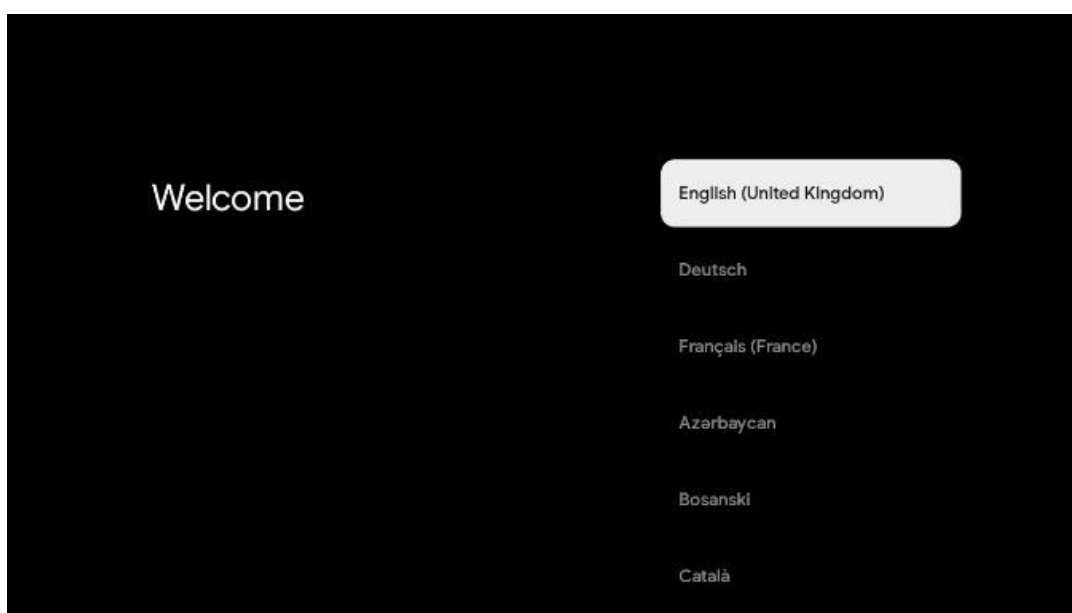 Welcome
English (United Kingdom)
Deutsch
Français (France)
Azərbaycan
Bosanski
Català